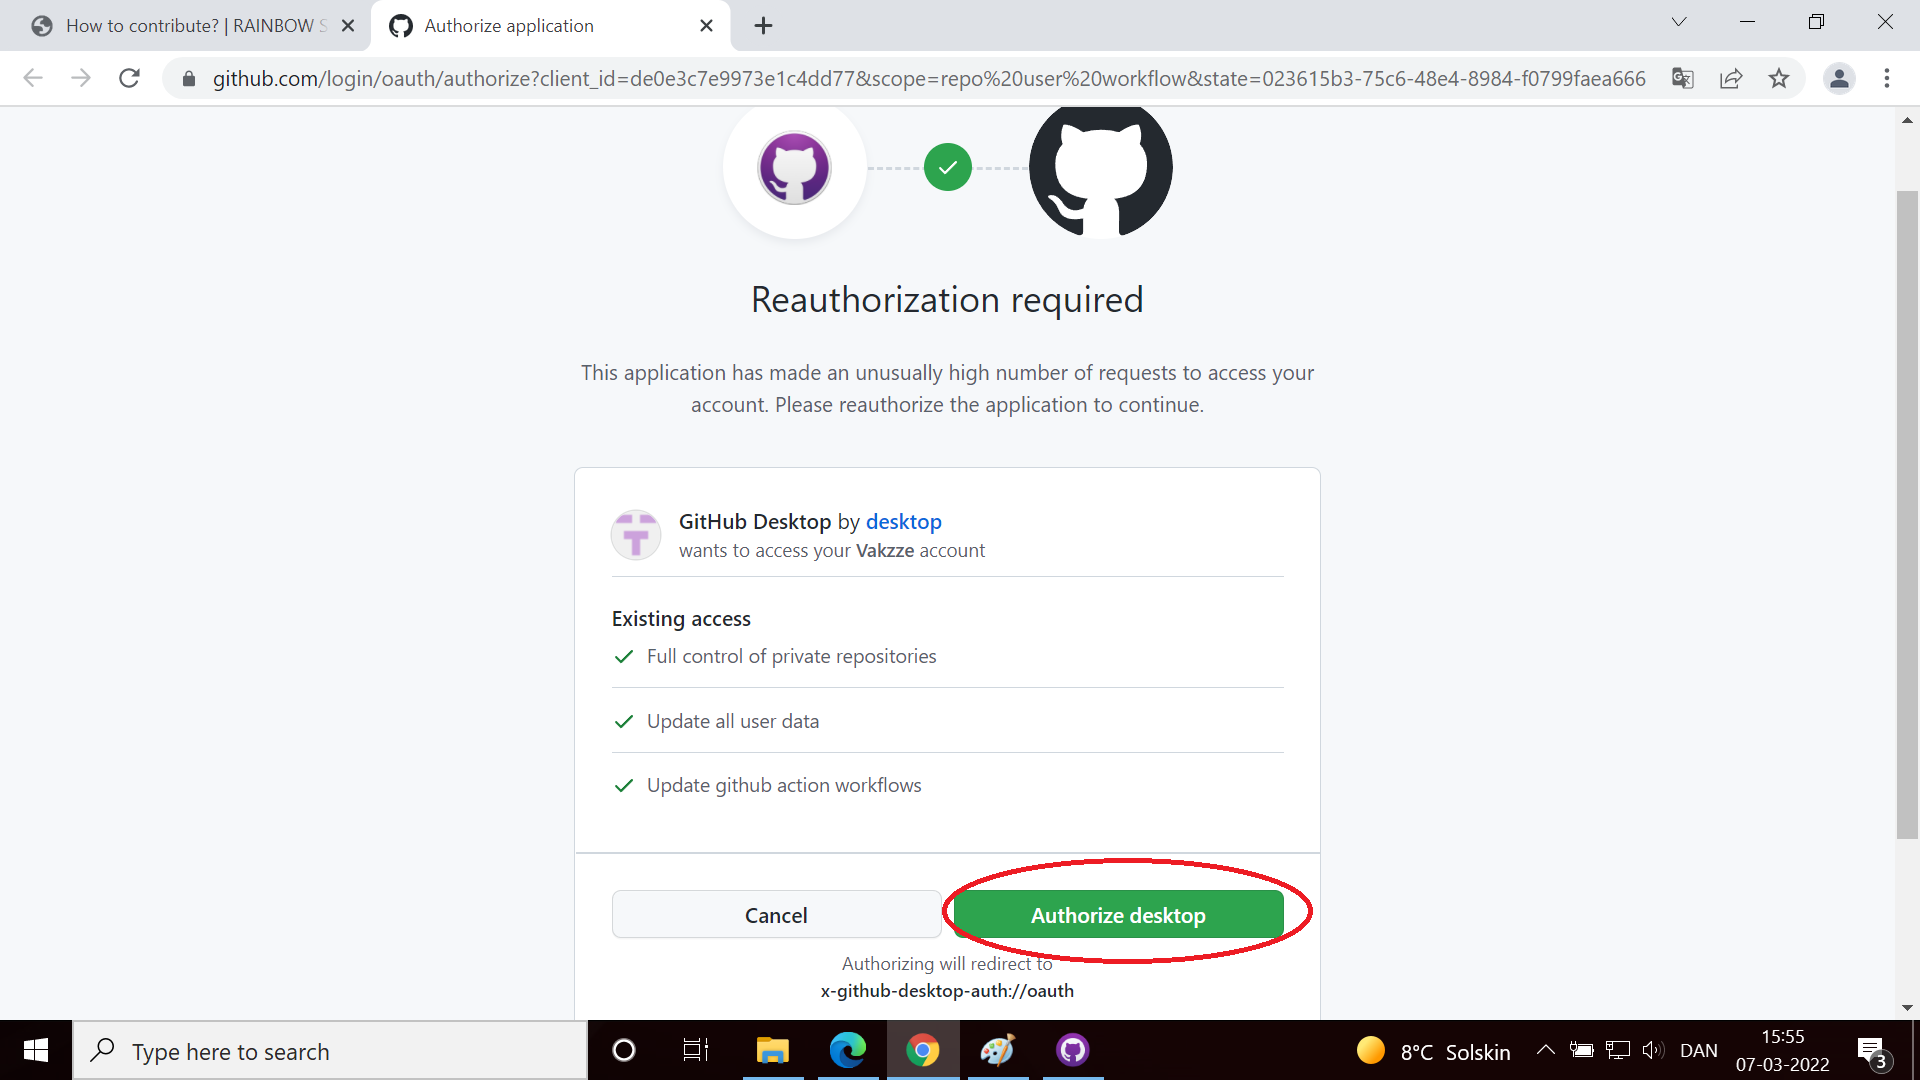 How to contribute? | RAINBOW S
Authorize application
github.com/login/oauth/authorize?client_id=de0e3c7e9973e1c4dd77&scope=repo%20user%20workflow&state=023615b3-75c6-48e4-8984-f0799faea666
Reauthorization required
This application has made an unusually high number of requests to access your
account. Please reauthorize the application to continue.
GitHub Desktop by desktop
wants to access your Vakzze account
Existing access
Full control of private repositories
Update all user data
Update github action workflows
Cancel
Authorize desktop
Authorizing will redirect to
x-github-desktop-auth://oauth
Type here to search
8°C Solskin
DAN
15:55
07-03-2022
3